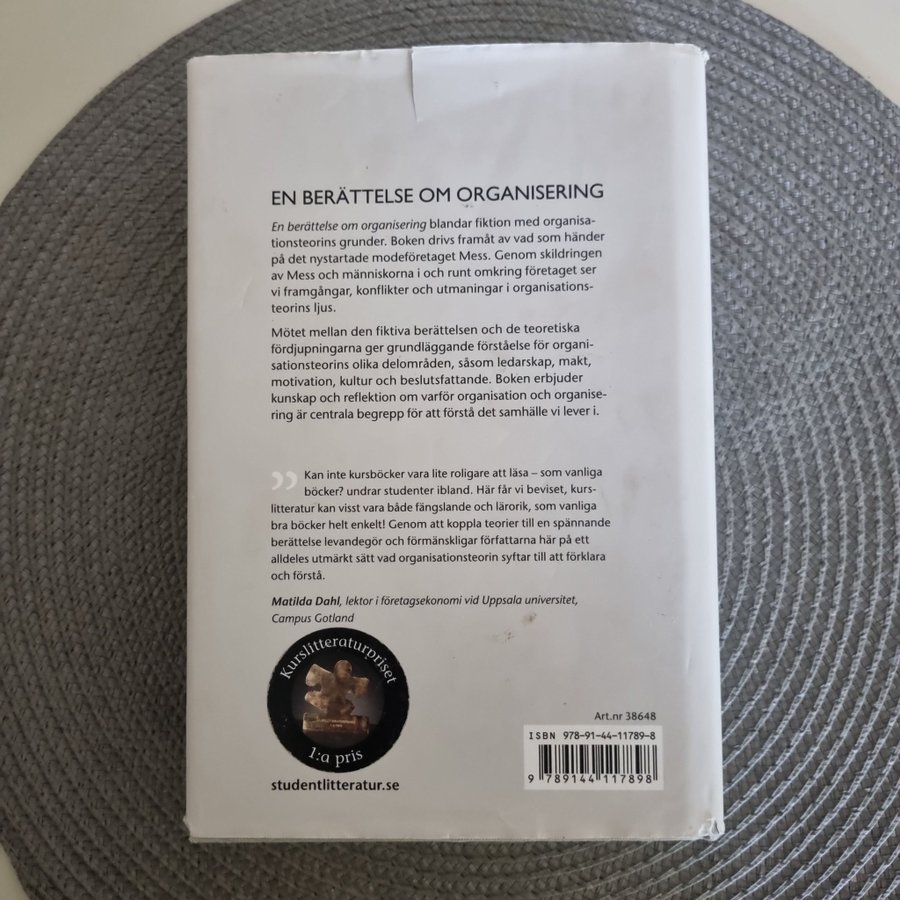 EN BERÄTTELSE OM ORGANISERING
En berättelse om organisering blandar fiktion med organisa-
tionsteorins grunder. Boken drivs framåt av vad som händer
på det nystartade modeföretaget Mess. Genom skildringen
av Mess och människorna i och runt omkring företaget ser
vi framgångar, konflikter och utmaningar i organisations-
teorins ljus.
Mötet mellan den fiktiva berättelsen och de teoretiska
fördjupningarna ger grundläggande förståelse för organi-
sationsteorins olika delområden, såsom ledarskap, makt,
motivation, kultur och beslutsfattande. Boken erbjuder
kunskap och reflektion om varför organisation och organise-
ring är centrala begrepp för att förstå det samhälle vi lever i.
” Kan inte kursböcker vara lite roligare att läsa – som vanliga
böcker? undrar studenter ibland. Här får vi beviset, kurs-
litteratur kan visst vara både fängslande och lärorik, som vanliga
bra böcker helt enkelt! Genom att koppla teorier till en spännande
berättelse levandegör och förmänskligar författarna här på ett
alldeles utmärkt sätt vad organisationsteorin syftar till att förklara
och förstå.
Matilda Dahl, lektor i företagsekonomi vid Uppsala universitet,
Campus Gotland
Kurslitteraturpriset
1:a pris
studentlitteratur.se
Art.nr 38648
ISBN 978-91-44-11789-8
9 789144 117898